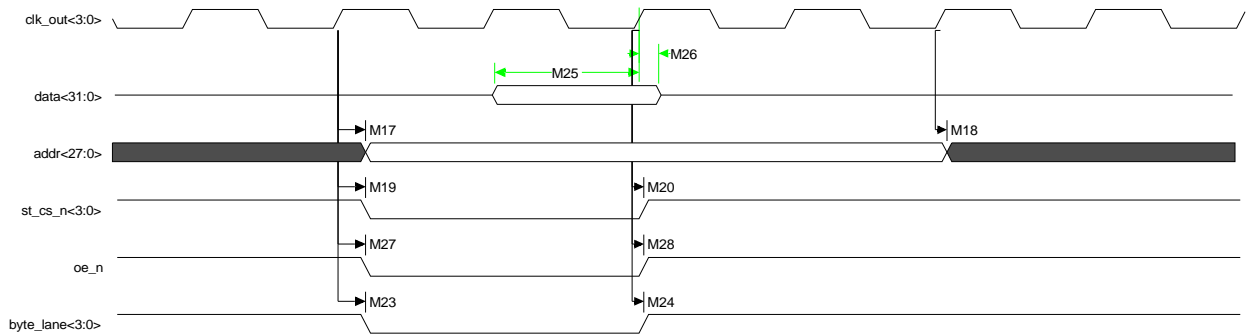 clk_out<3:0>
M26
M25
data<31:0>
M17
M18
addr<27:0>
M19
M20
st_cs_n<3:0>
M27
M28
oe_n
M23
M24
byte_lane<3:0>